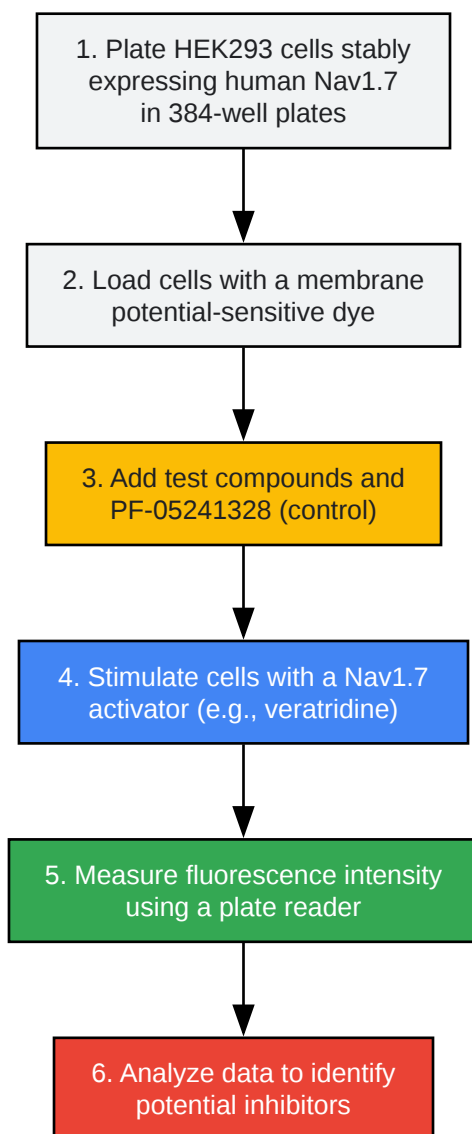 1. Plate HEK293 cells stably
expressing human Nav1.7
in 384-well plates
2. Load cells with a membrane
potential-sensitive dye
3. Add test compounds and
PF-05241328 (control)
4. Stimulate cells with a Nav1.7
activator (e.g., veratridine)
5. Measure fluorescence intensity
using a plate reader
6. Analyze data to identify
potential inhibitors